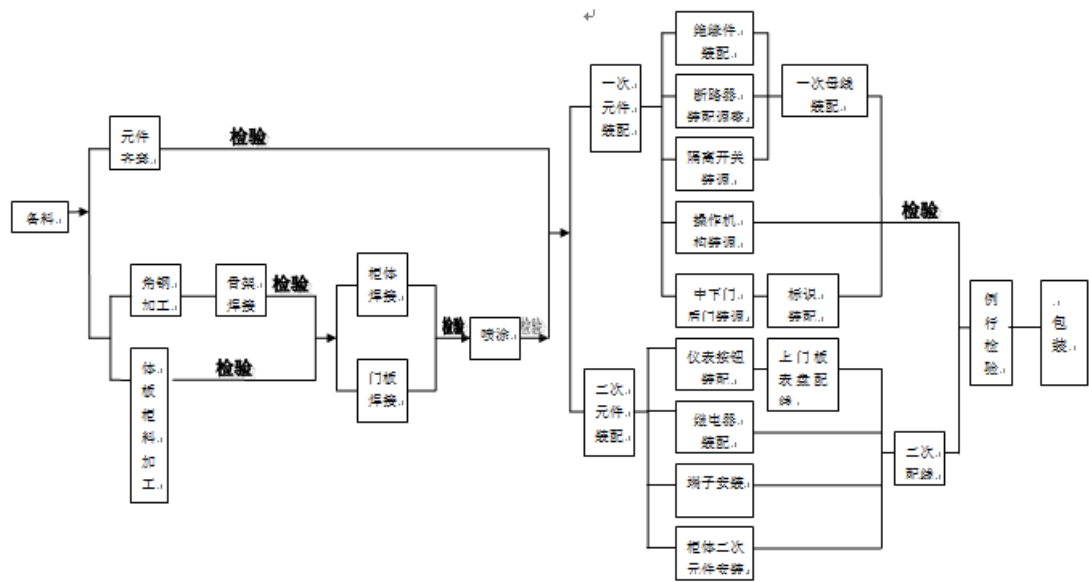 备料
元件
齐套
检验
角钢
加工
骨架
焊接
检验
体
板
柜
料
加
工
检验
柜体
焊接
门板
焊接
检验
喷涂
检验
一次
元件
装配
绝缘件
装配
断路器
装配调整
隔离开关
装调
操作机
构装调
中下门
后门装调
一次母线
装配
标识
装配
检验
二次
元件
装配
仪表按钮
装配
上门板
表盘配
线
继电器
装配
端子安装
柜体二次
元件安装
二次
配线
例
行
检
验
包
装